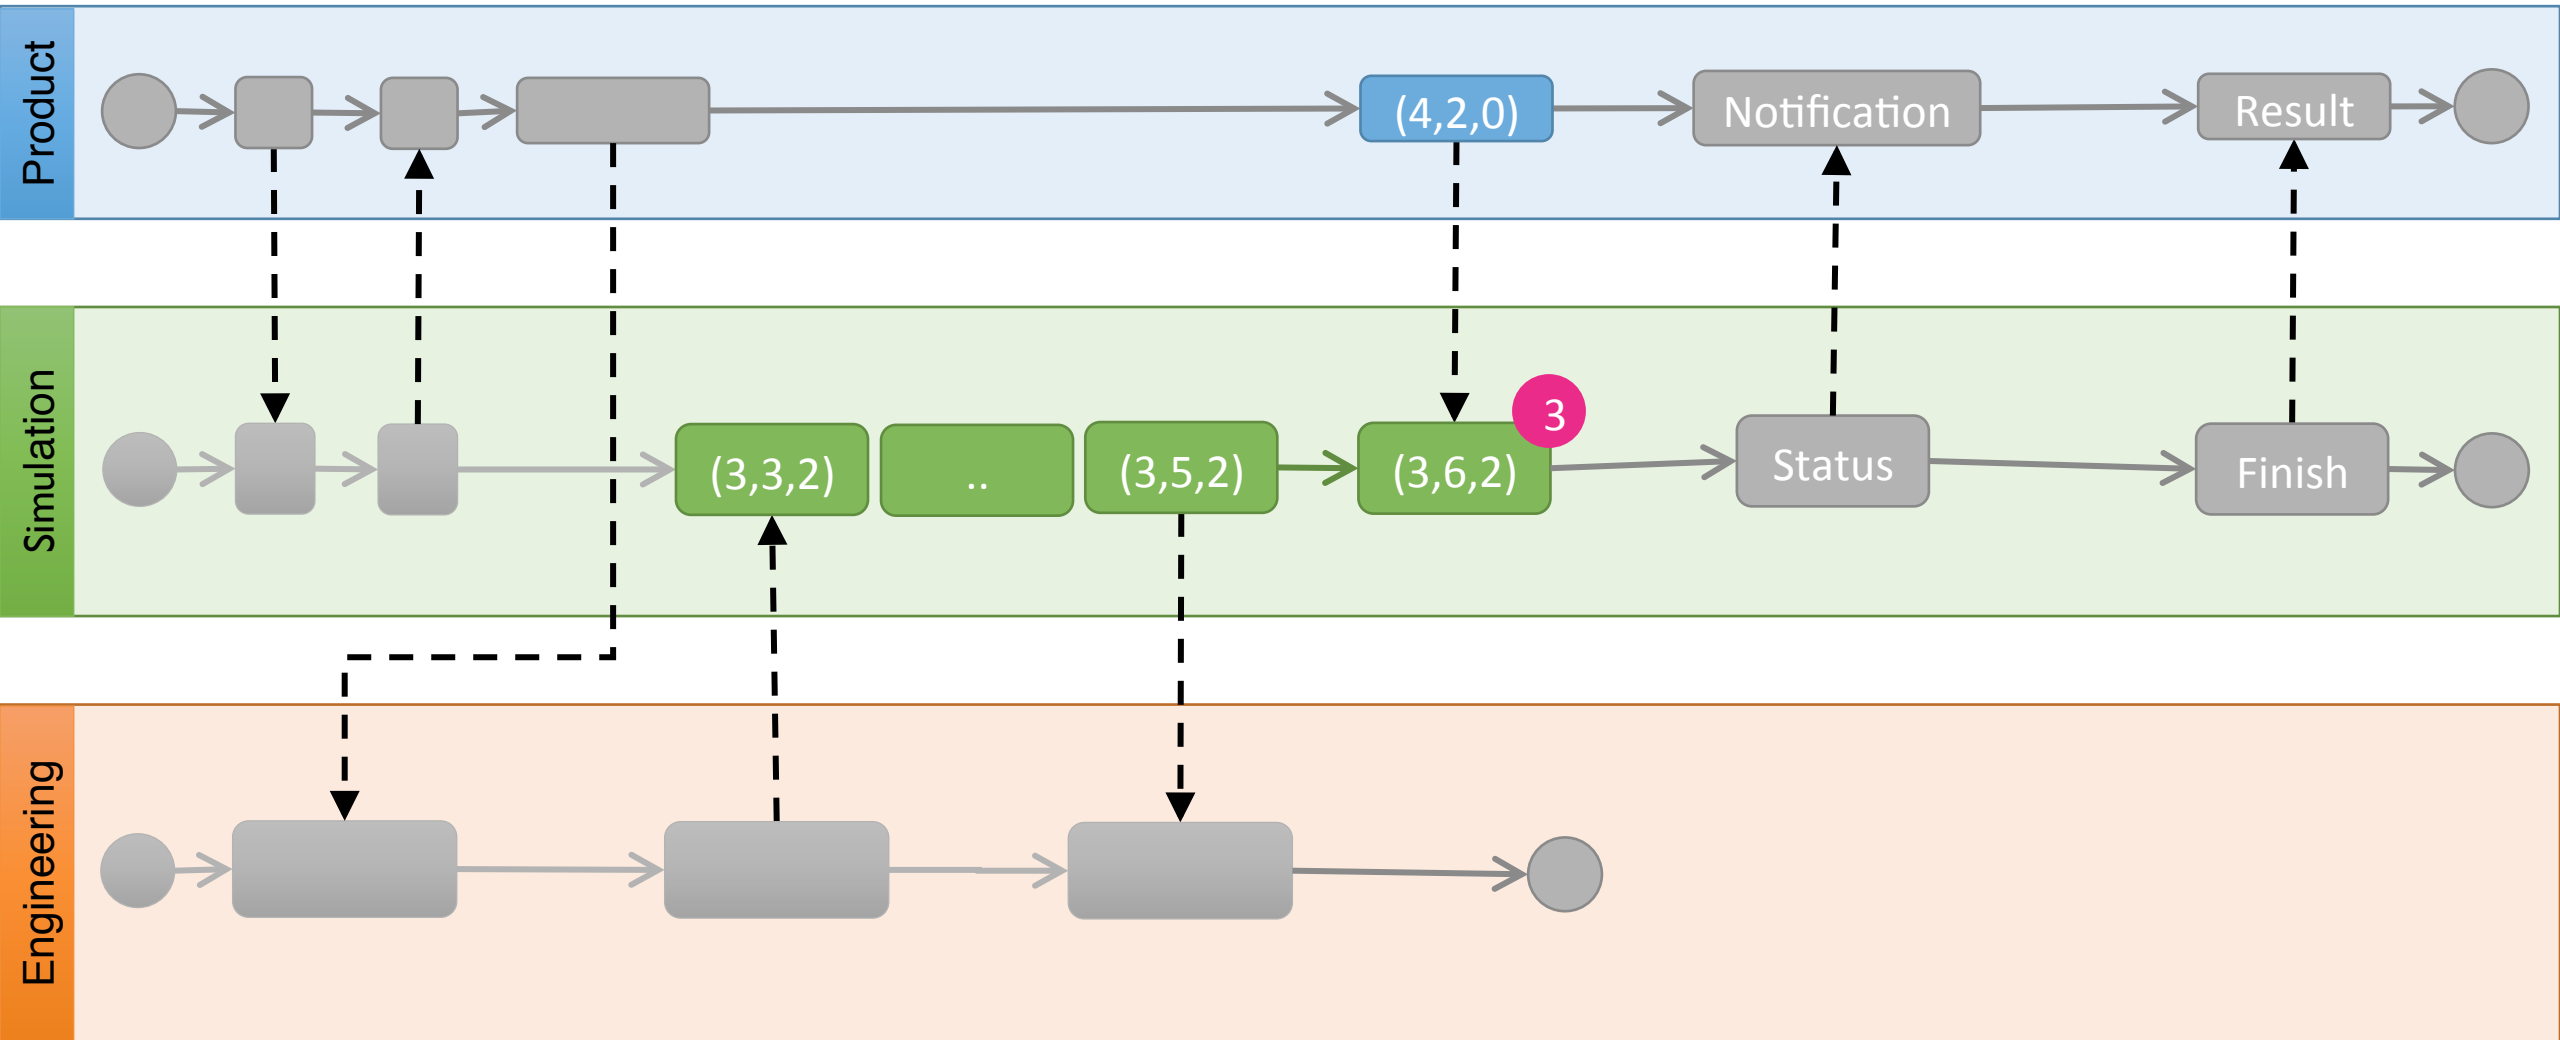 Product
(4,2,0)
Notification
Result
Simulation
(3,3,2)
..
(3,5,2)
(3,6,2)
3
Status
Finish
Engineering